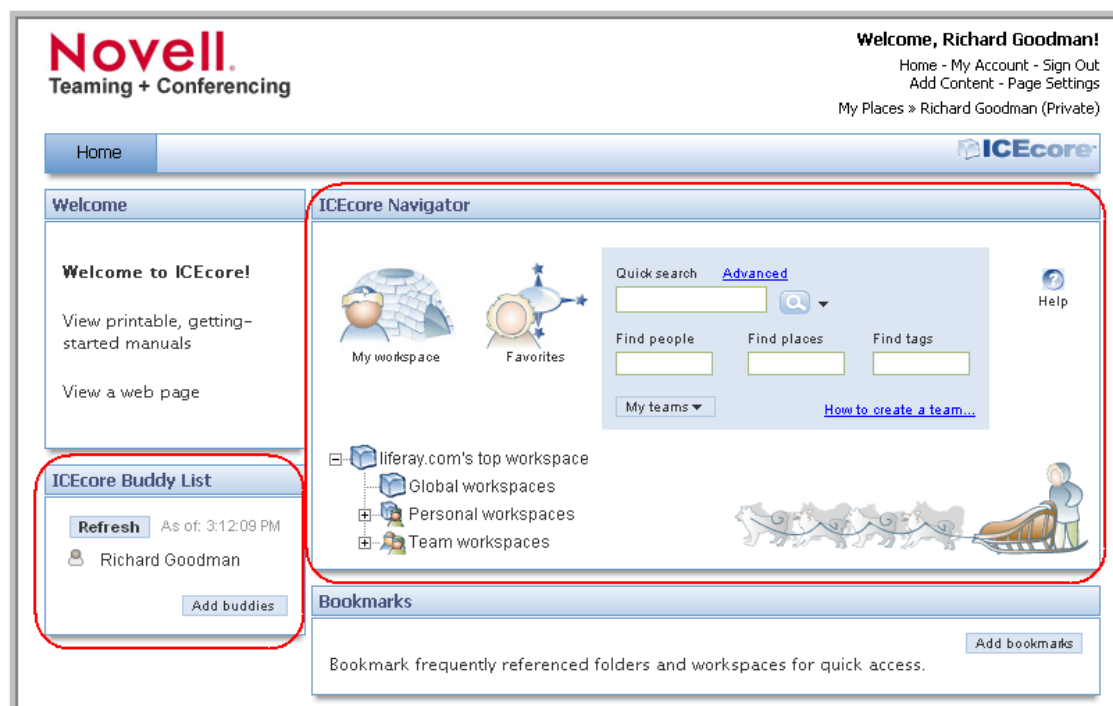 Novell.
Teaming + Conferencing
Welcome, Richard Goodman!
Home - My Account - Sign Out
Add Content - Page Settings
My Places » Richard Goodman (Private)
Home
ICEcore
Welcome
Welcome to ICEcore!
View printable, getting-
started manuals
View a web page
ICEcore Buddy List
Refresh As of: 3:12:09 PM
Richard Goodman
Add buddies
ICEcore Navigator
My workspace
Favorites
Quick search Advanced
Find people Find places Find tags
My teams
How to create a team...
Help
liferay.com's top workspace
Global workspaces
Personal workspaces
Team workspaces
Bookmarks
Add bookmarks
Bookmark frequently referenced folders and workspaces for quick access.